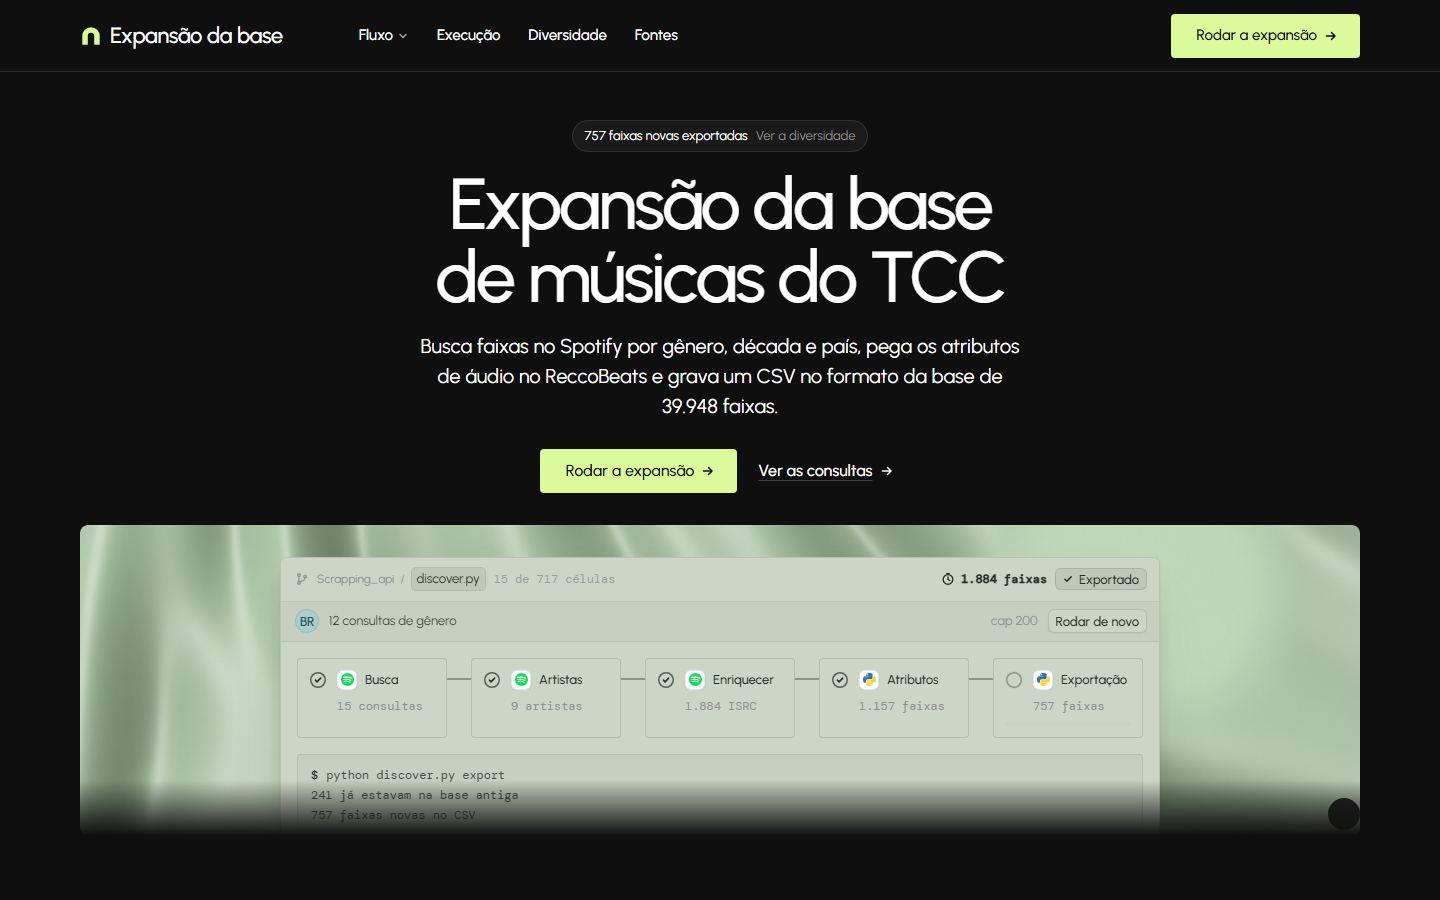 Expansão da base
Fluxo
Execução
Diversidade
Fontes
Rodar a expansão →
757 faixas novas exportadas Ver a diversidade
Expansão da base
de músicas do TCC
Busca faixas no Spotify por gênero, década e país, pega os atributos
de áudio no ReccoBeats e grava um CSV no formato da base de
39.948 faixas.
Rodar a expansão →
Ver as consultas →
Scrapping_api / discover.py 15 de 717 células
1.884 faixas
Exportado
BR 12 consultas de gênero
cap 200
Rodar de novo
Busca
15 consultas
Artistas
9 artistas
Enriquecer
1.884 ISRC
Atributos
1.157 faixas
Exportação
757 faixas
$ python discover.py export
241 já estavam na base antiga
757 faixas novas no CSV